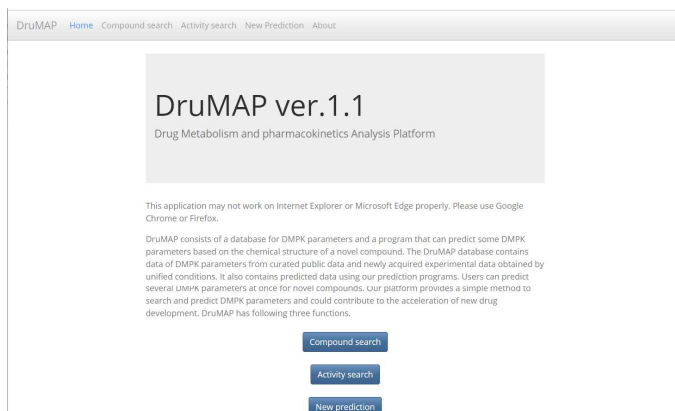 DruMAP Home Compound search Activity search New Prediction About
DruMAP ver.1.1
Drug Metabolism and pharmacokinetics Analysis Platform
This application may not work on Internet Explorer or Microsoft Edge properly. Please use Google
Chrome or Firefox.
DruMAP consists of a database for DMPK parameters and a program that can predict some DMPK
parameters based on the chemical structure of a novel compound. The DruMAP database contains
data of DMPK parameters from curated public data and newly acquired experimental data obtained by
unified conditions. It also contains predicted data using our prediction programs. Users can predict
several DMPK parameters at once for novel compounds. Our platform provides a simple method to
search and predict DMPK parameters and could contribute to the acceleration of new drug
development. DruMAP has following three functions.
Compound search
Activity search
New prediction